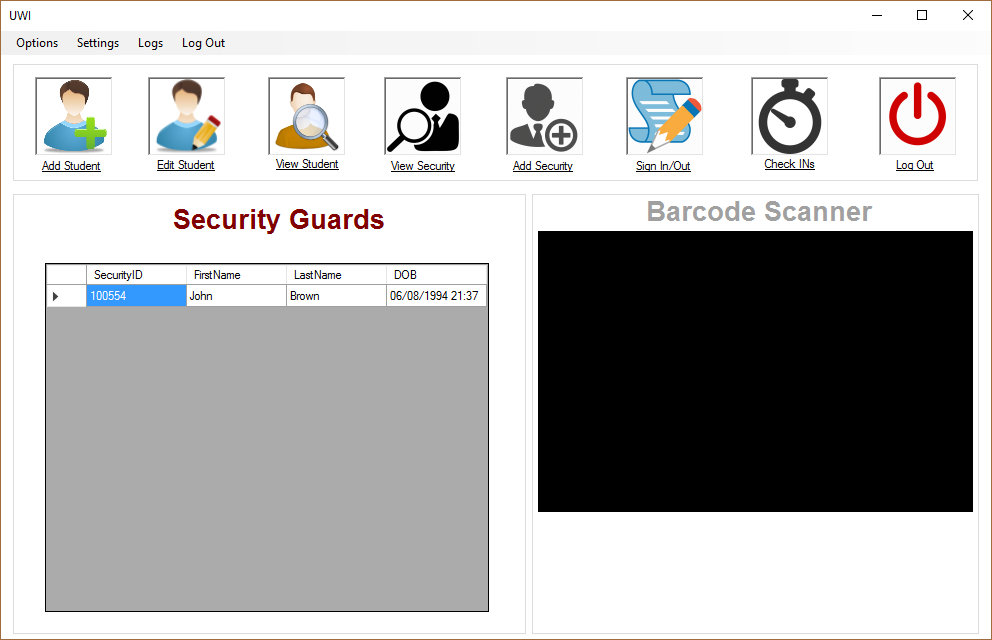 UWI
Options Settings Logs Log Out
Add Student Edit Student View Student View Security Add Security Sign In/Out Check INs Log Out
Security Guards
SecurityID FirstName LastName DOB
100554 John Brown 06/08/1994 21:37
Barcode Scanner